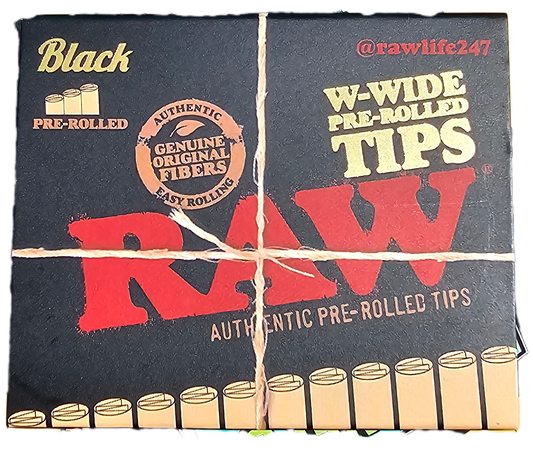 Black
@rawlife247
PRE-ROLLED
AUTHENTIC
GENUINE
ORIGINAL
FIBERS
EASY ROLLING
W-WIDE
PRE-ROLLED
TIPS
RAW®
AUTHENTIC PRE-ROLLED TIPS